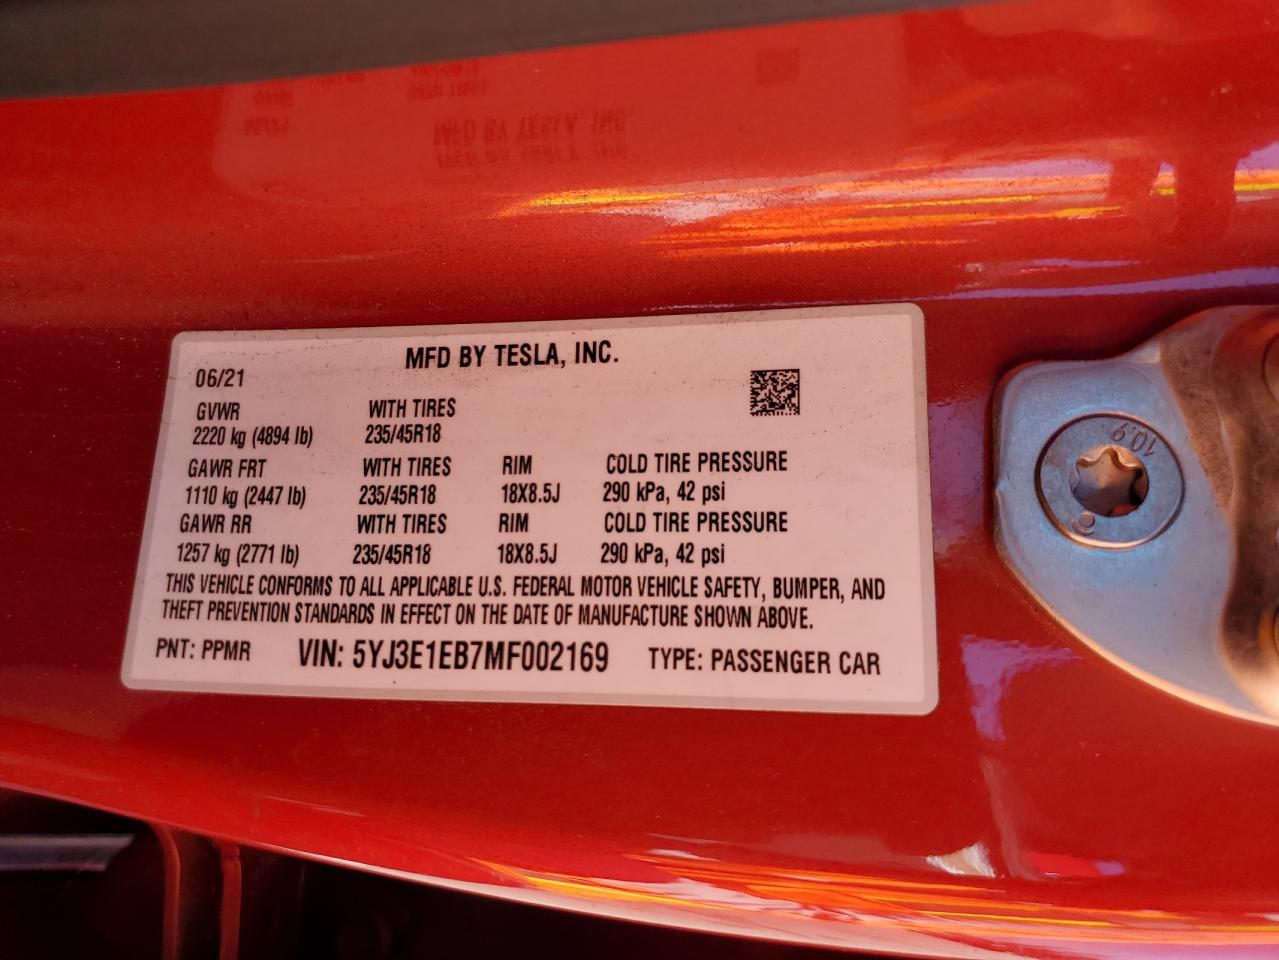 MFD BY TESLA, INC.
06/21
GVWR WITH TIRES
2220 kg (4894 lb) 235/45R18
GAWR FRT WITH TIRES RIM COLD TIRE PRESSURE
1110 kg (2447 lb) 235/45R18 18X8.5J 290 kPa, 42 psi
GAWR RR WITH TIRES RIM COLD TIRE PRESSURE
1257 kg (2771 lb) 235/45R18 18X8.5J 290 kPa, 42 psi
THIS VEHICLE CONFORMS TO ALL APPLICABLE U.S. FEDERAL MOTOR VEHICLE SAFETY, BUMPER, AND
THEFT PREVENTION STANDARDS IN EFFECT ON THE DATE OF MANUFACTURE SHOWN ABOVE.
PNT: PPMR VIN: 5YJ3E1EB7MF002169 TYPE: PASSENGER CAR
10.9